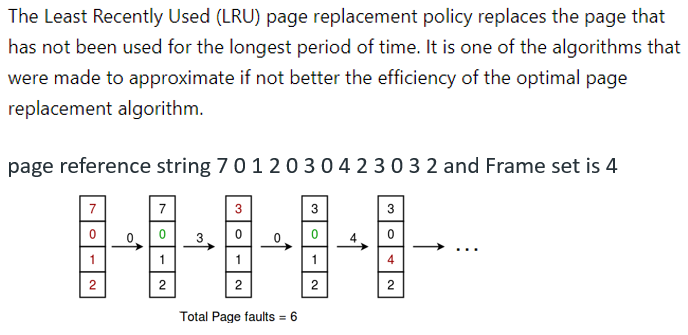 The Least Recently Used (LRU) page replacement policy replaces the page that
has not been used for the longest period of time. It is one of the algorithms that
were made to approximate if not better the efficiency of the optimal page
replacement algorithm.
page reference string 7 0 1 2 0 3 0 4 2 3 0 3 2 and Frame set is 4
7 7 3 3 3
0 0 0 3 0 0 0 4 0
1 1 1 1 4 ...
2 2 2 2 2
Total Page faults = 6